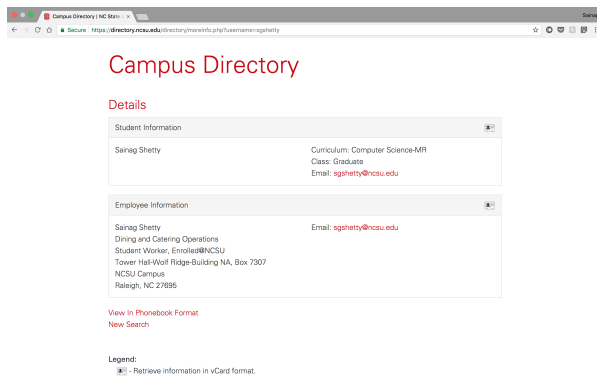 Campus Directory | NC State
Sainag
Secure
https://directory.ncsu.edu/directory/moreinfo.php?username=sgshetty
Campus Directory
Details
Student Information
Sainag Shetty
Curriculum: Computer Science-MR
Class: Graduate
Email: sgshetty@ncsu.edu
Employee Information
Sainag Shetty
Email: sgshetty@ncsu.edu
Dining and Catering Operations
Student Worker, Enrolled@NCSU
Tower Hall-Wolf Ridge-Building NA, Box 7307
NCSU Campus
Raleigh, NC 27695
View In Phonebook Format
New Search
Legend:
- Retrieve information in vCard format.